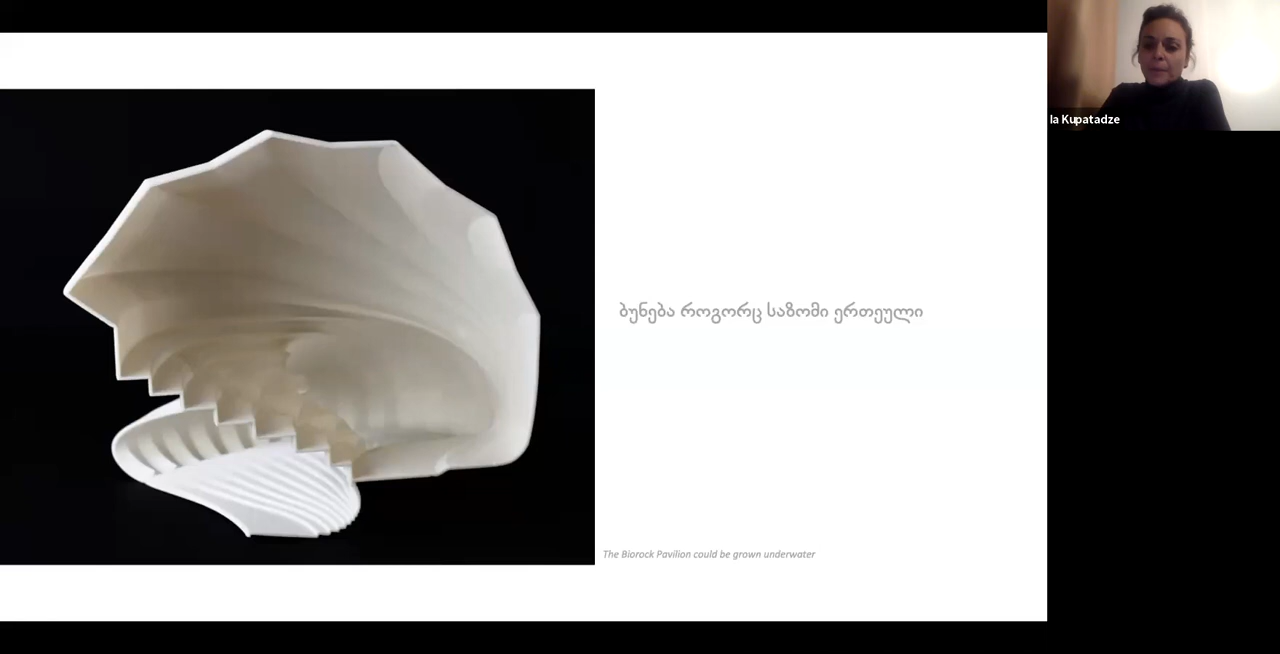 Ia Kupatadze
ბუნება როგორც საზომი ერთეული
The Biorock Pavilion could be grown underwater